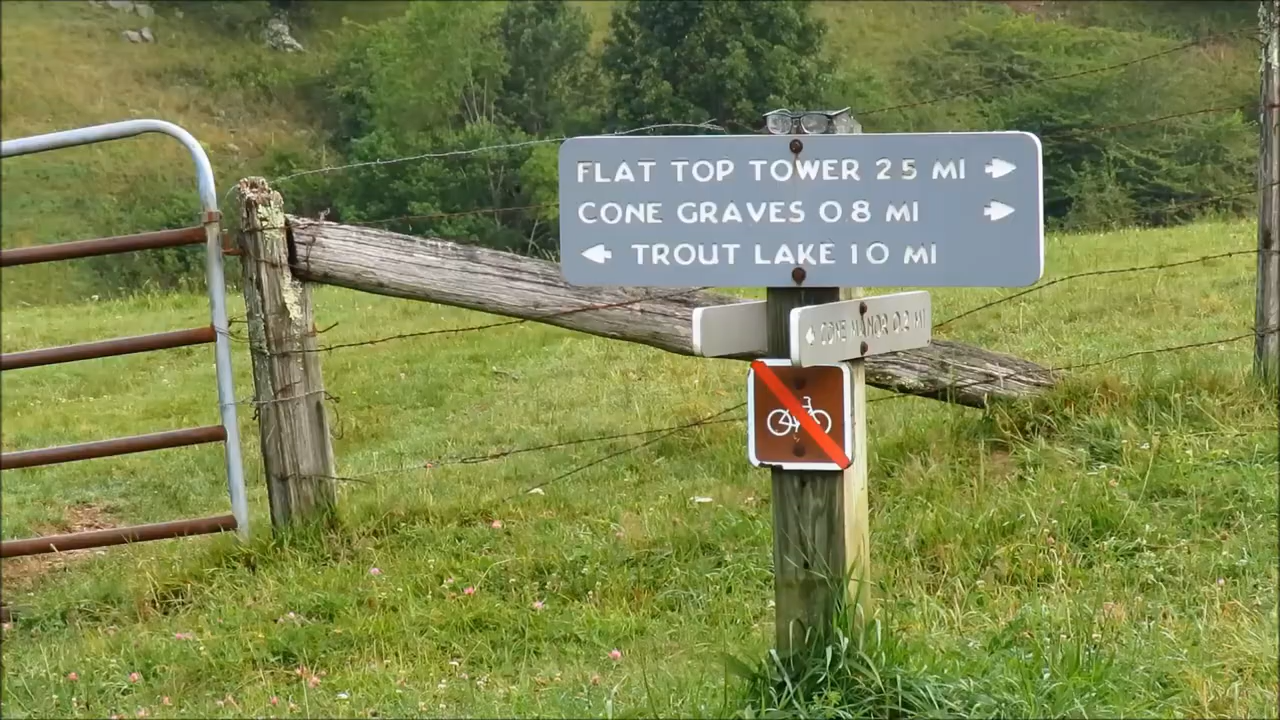 FLAT TOP TOWER 2.5 MI
CONE GRAVES 0.8 MI
TROUT LAKE 1.0 MI
CONE MANOR 0.2 MI